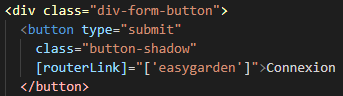 <div class="div-form-button">
<button type="submit"
class="button-shadow"
[routerLink]="['easygarden']">Connexion
</button>